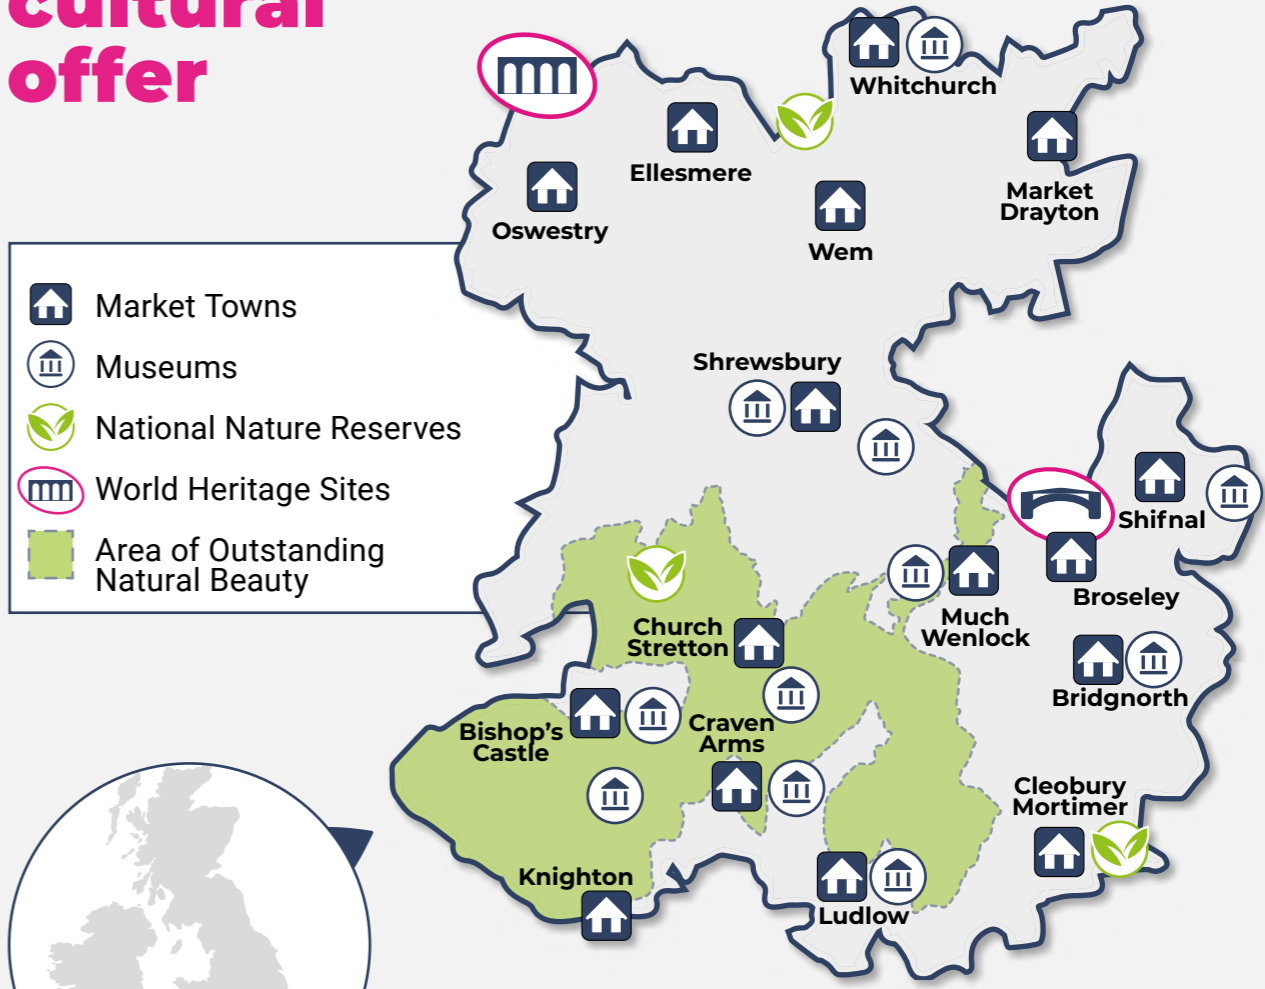 cultural
offer
Market Towns
Museums
National Nature Reserves
World Heritage Sites
Area of Outstanding
Natural Beauty
Whitchurch
Ellesmere
Market
Drayton
Oswestry
Wem
Shrewsbury
Shifnal
Broseley
Much
Wenlock
Church
Stretton
Bridgnorth
Bishop’s
Castle
Craven
Arms
Cleobury
Mortimer
Knighton
Ludlow